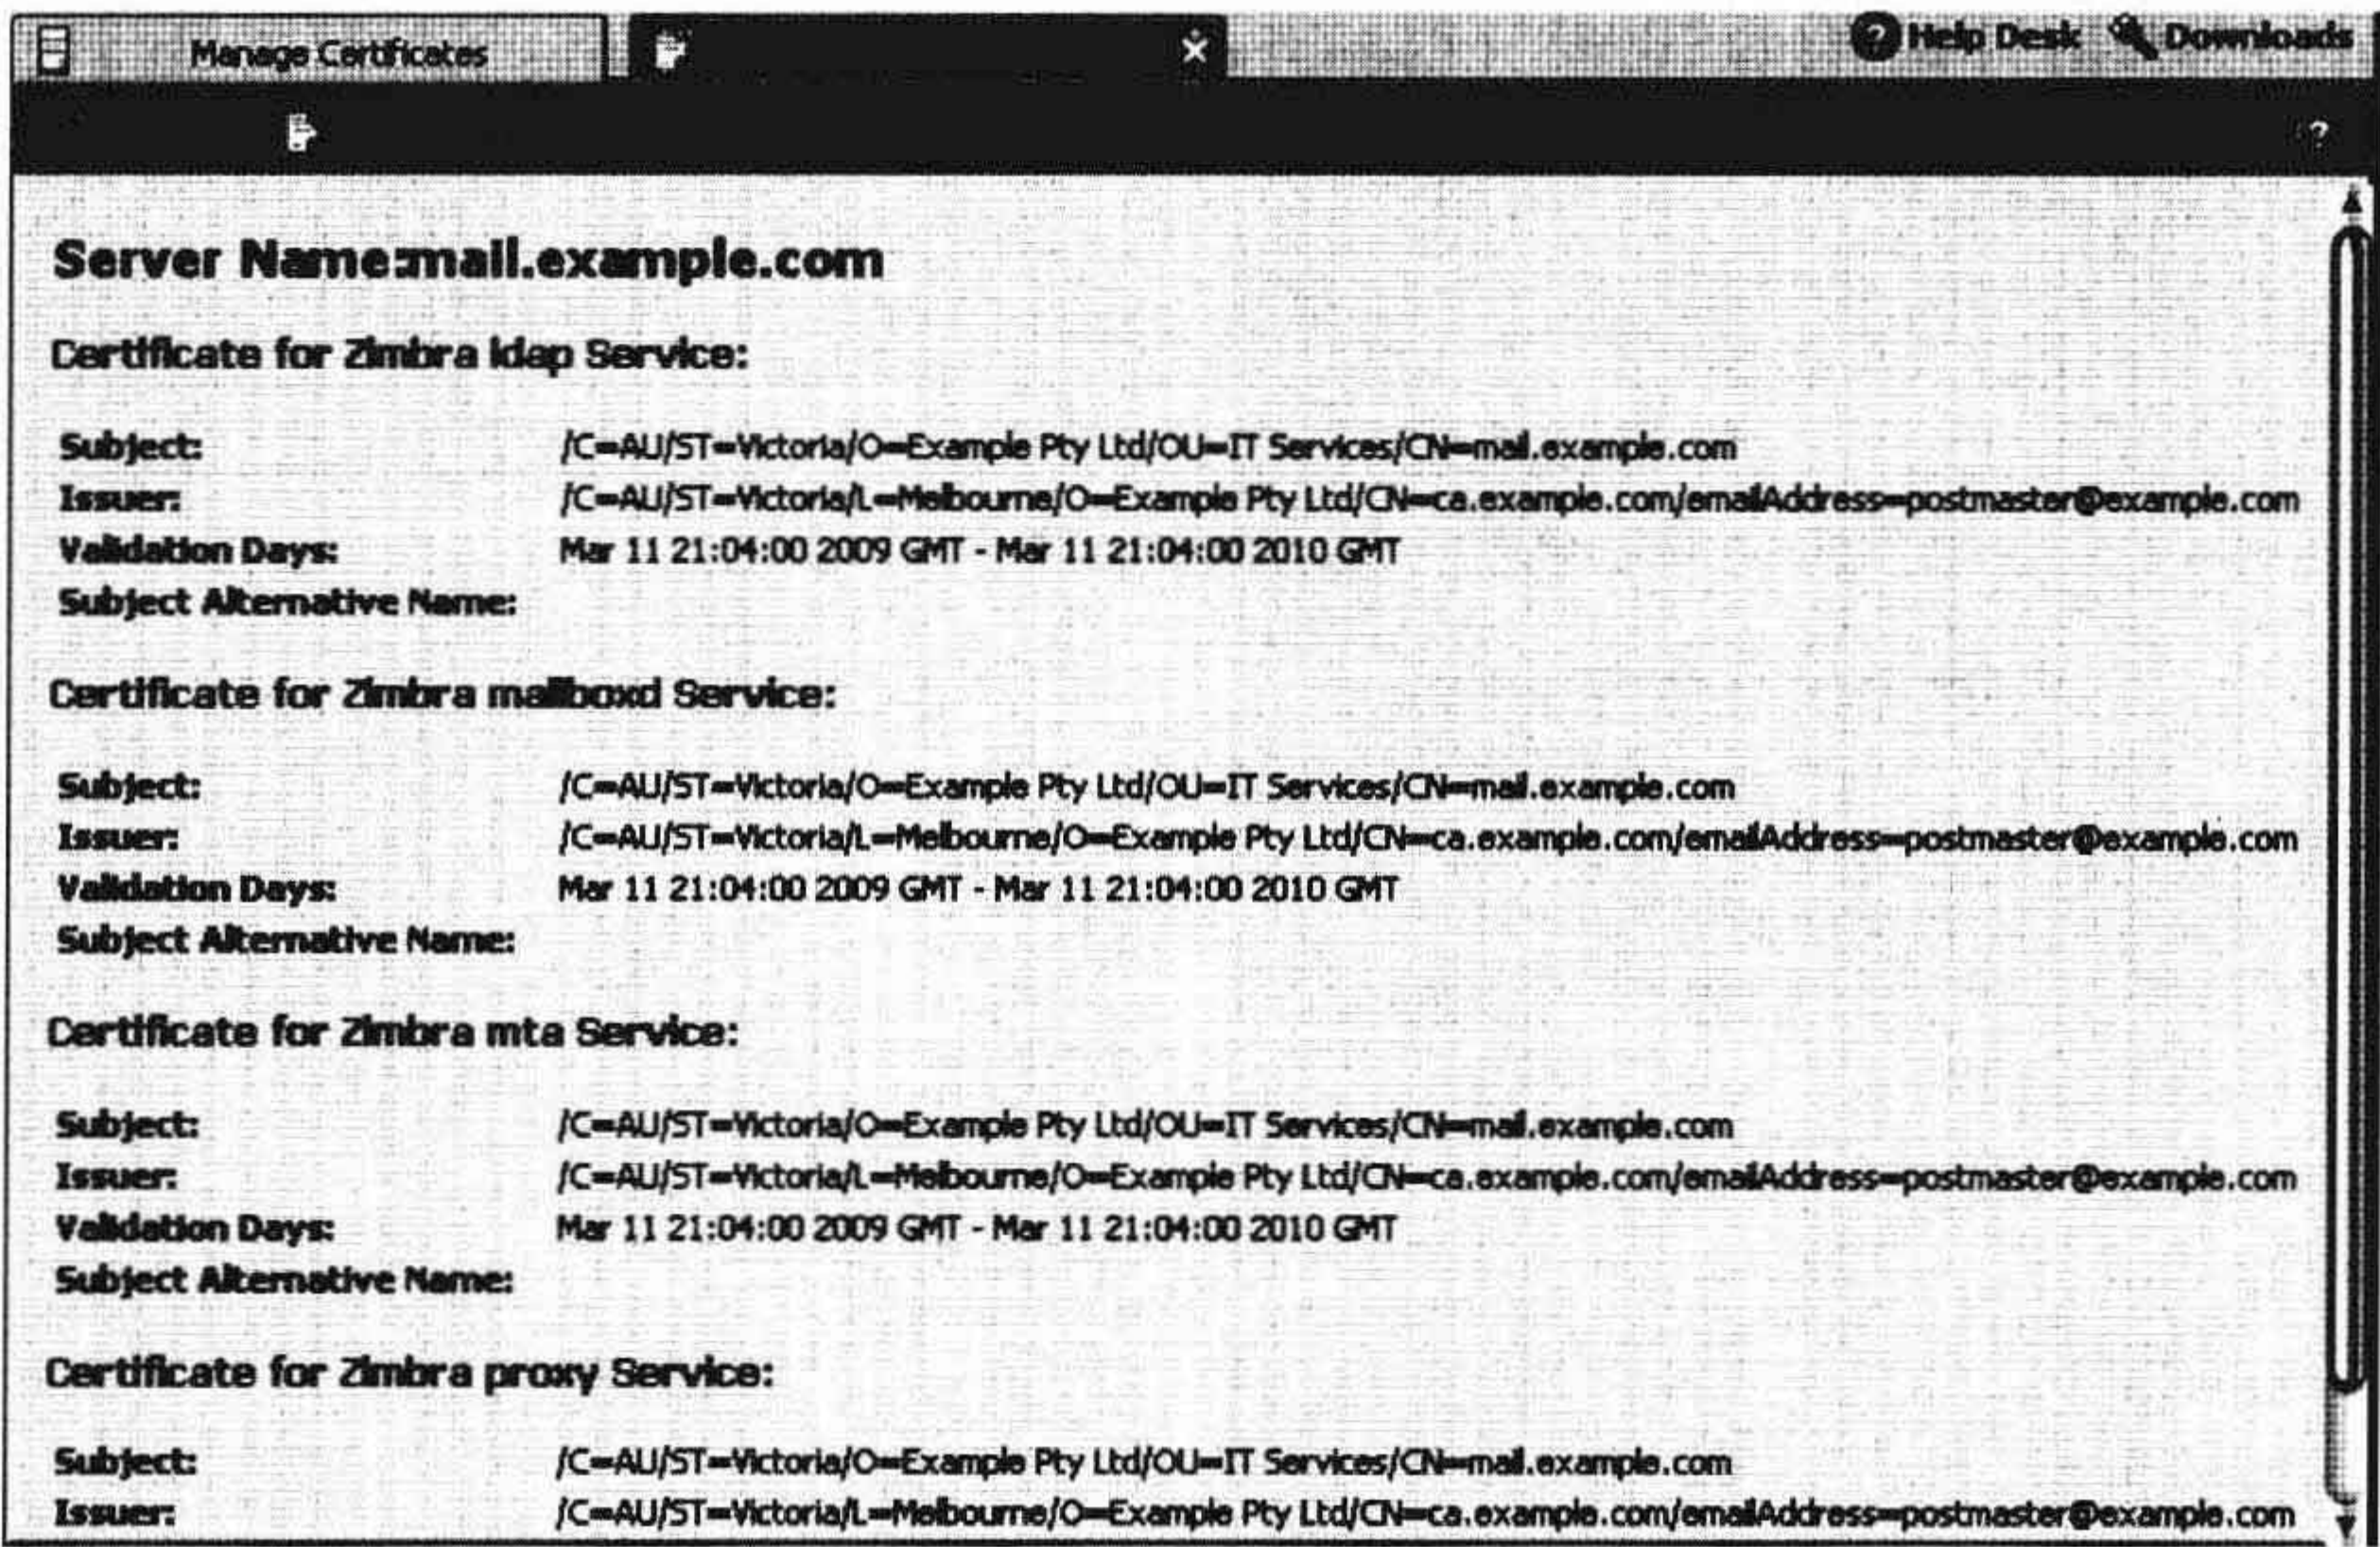 Manage Certificates
Help Desk Downloads
?
Server Name:mail.example.com
Certificate for Zimbra ldap Service:
Subject: /C=AU/ST=Victoria/O=Example Pty Ltd/OU=IT Services/CN=mail.example.com
Issuer: /C=AU/ST=Victoria/L=Melbourne/O=Example Pty Ltd/CN=ca.example.com/emailAddress=postmaster@example.com
Validation Days: Mar 11 21:04:00 2009 GMT - Mar 11 21:04:00 2010 GMT
Subject Alternative Name:
Certificate for Zimbra mailboxd Service:
Subject: /C=AU/ST=Victoria/O=Example Pty Ltd/OU=IT Services/CN=mail.example.com
Issuer: /C=AU/ST=Victoria/L=Melbourne/O=Example Pty Ltd/CN=ca.example.com/emailAddress=postmaster@example.com
Validation Days: Mar 11 21:04:00 2009 GMT - Mar 11 21:04:00 2010 GMT
Subject Alternative Name:
Certificate for Zimbra mta Service:
Subject: /C=AU/ST=Victoria/O=Example Pty Ltd/OU=IT Services/CN=mail.example.com
Issuer: /C=AU/ST=Victoria/L=Melbourne/O=Example Pty Ltd/CN=ca.example.com/emailAddress=postmaster@example.com
Validation Days: Mar 11 21:04:00 2009 GMT - Mar 11 21:04:00 2010 GMT
Subject Alternative Name:
Certificate for Zimbra proxy Service:
Subject: /C=AU/ST=Victoria/O=Example Pty Ltd/OU=IT Services/CN=mail.example.com
Issuer: /C=AU/ST=Victoria/L=Melbourne/O=Example Pty Ltd/CN=ca.example.com/emailAddress=postmaster@example.com